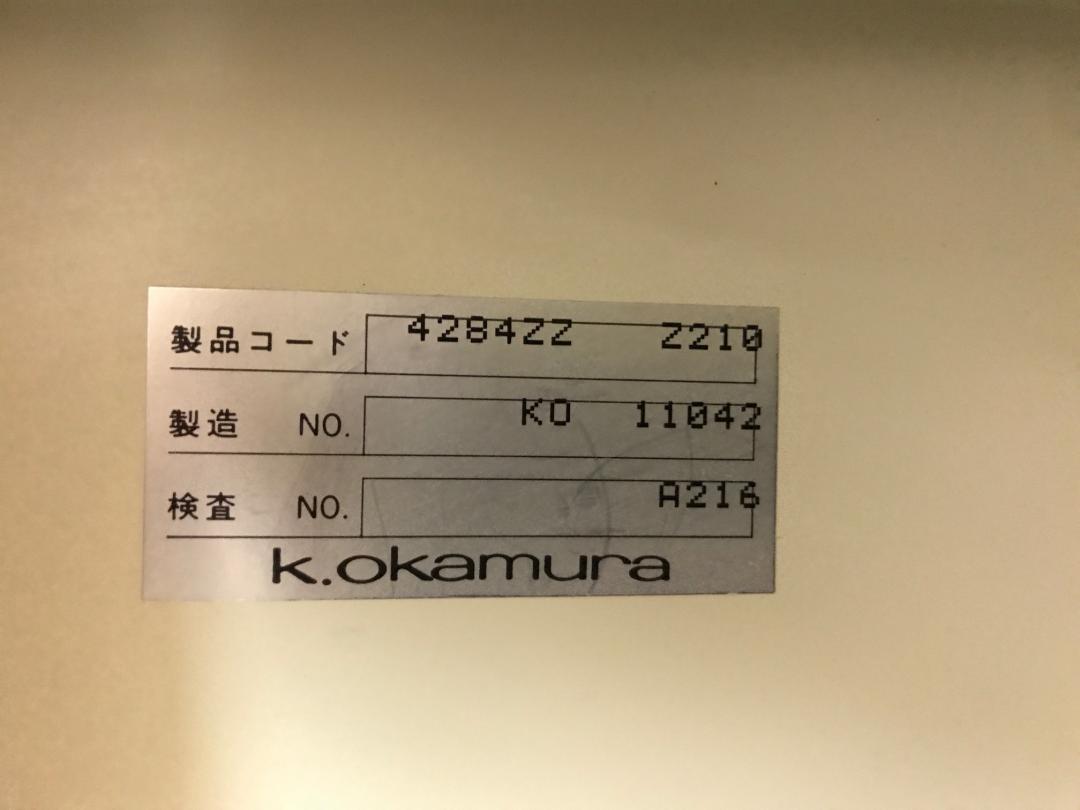 製品コード 4284ZZ Z210
製造 NO. KO 11042
検査 NO. A216
k.okamura